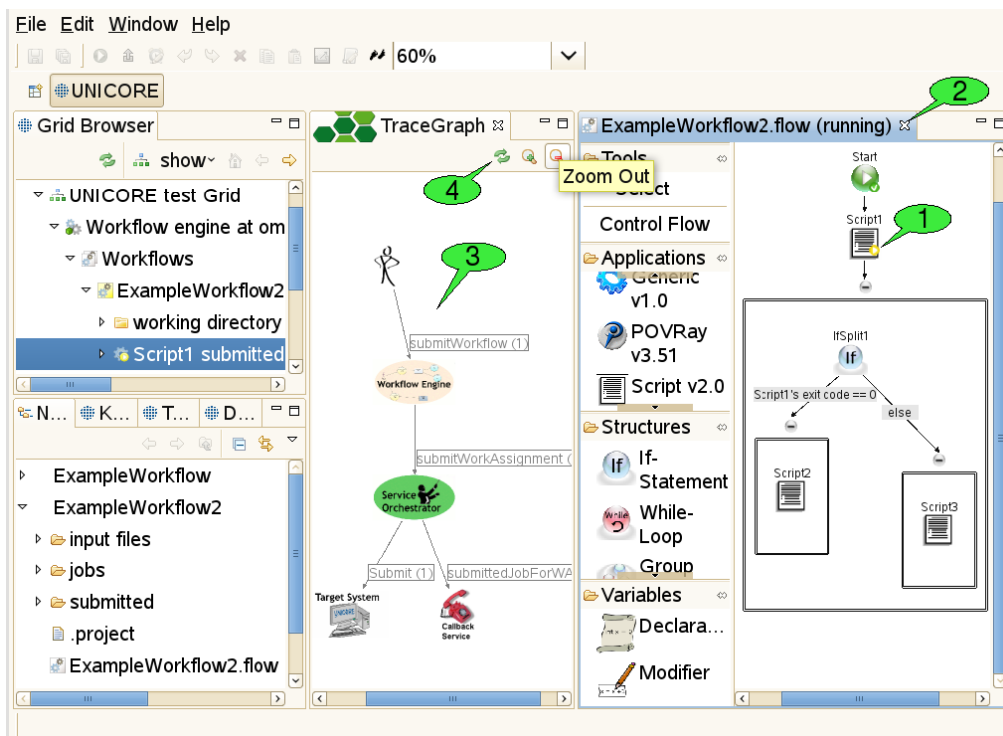 File Edit Window Help
60%
UNICORE
2
Grid Browser
TraceGraph
ExampleWorkflow2.flow (running)
show
Tools
Zoom Out
Select
4
Start
UNICORE test Grid
Workflow engine at om
Workflows
ExampleWorkflow2
working directory
Script1 submitted
3
submitWorkflow (1)
Workflow Engine
submitWorkAssignment (
Service Orchestrator
Submit (1)
submittedJobForWA
Target System
UNICORE
Callback Service
Control Flow
Applications
Generic v1.0
POVRay v3.51
Script v2.0
Structures
If
If-Statement
While
While-Loop
Group
Variables
Declara...
Modifier
Script1
1
IfSplit1
If
Script1's exit code == 0
else
Script2
Script3
N...
K...
T...
D...
ExampleWorkflow
ExampleWorkflow2
input files
jobs
submitted
.project
ExampleWorkflow2.flow